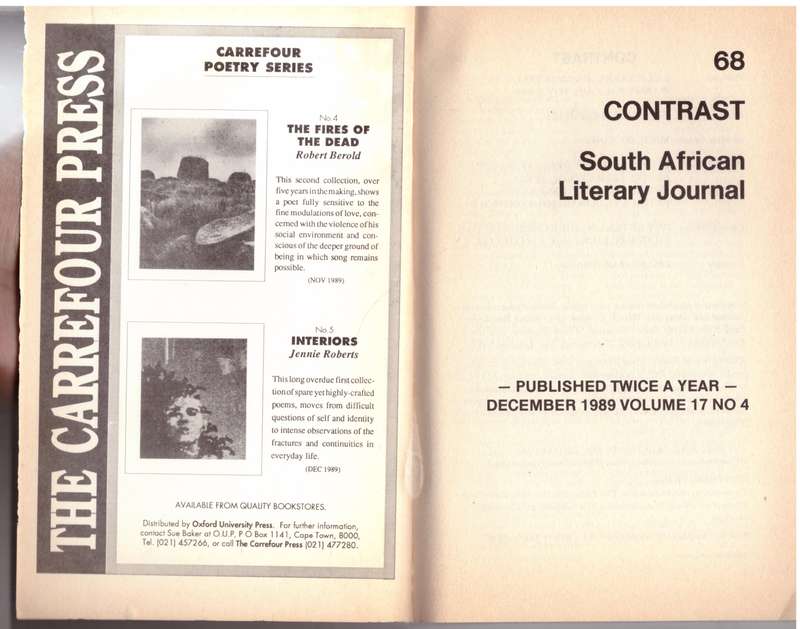 THE CARREFOUR PRESS
CARREFOUR
POETRY SERIES
No.4
THE FIRES OF
THE DEAD
Robert Berold
This second collection, over
five years in the making, shows
a poet fully sensitive to the
fine modulations of love, con-
cerned with the violence of his
social environment and con-
scious of the deeper ground of
being in which song remains
possible.
(NOV 1989)
No.5
INTERIORS
Jennie Roberts
This long overdue first collec-
tion of spare yet highly-crafted
poems, moves from difficult
questions of self and identity
to intense observations of the
fractures and continuities in
everyday life.
(DEC 1989)
AVAILABLE FROM QUALITY BOOKSTORES.
Distributed by Oxford University Press. For further information,
contact Sue Baker at O.U.P, P O Box 1141, Cape Town, 8000,
Tel. (021) 457266, or call The Carrefour Press (021) 477280.
68
CONTRAST
South African
Literary Journal
— PUBLISHED TWICE A YEAR —
DECEMBER 1989 VOLUME 17 NO 4